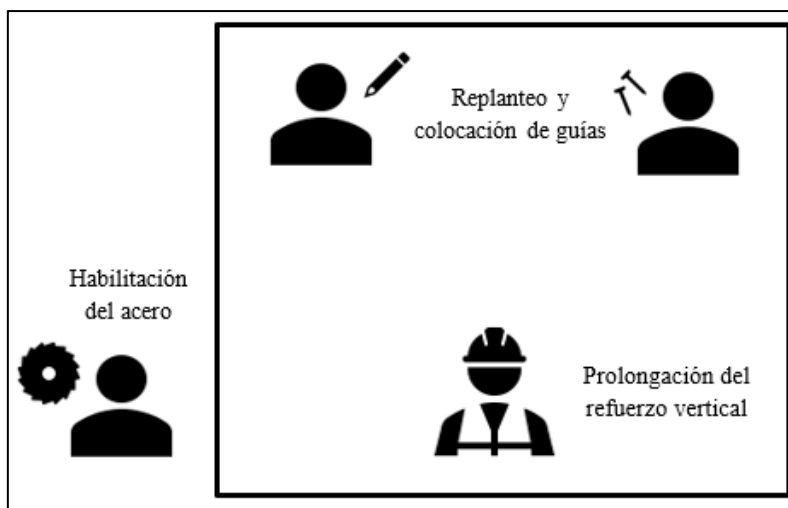 Replanteo y
colocación de guías
Habilitación
del acero
Prolongación del
refuerzo vertical